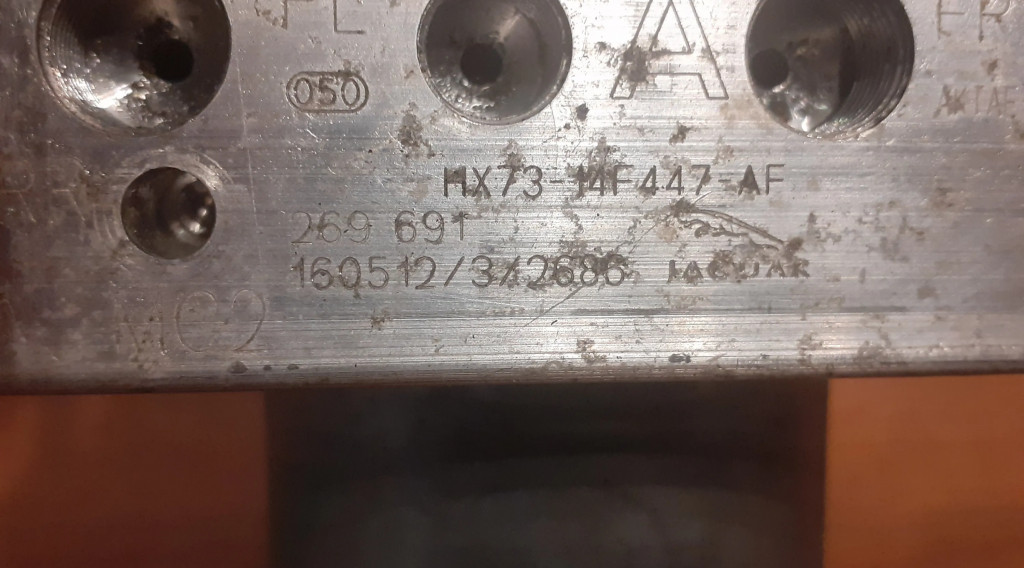 FL
A
FR
050
HX73-14F447-AF
269 691
160512/3/2686
JAGUAR
MC2